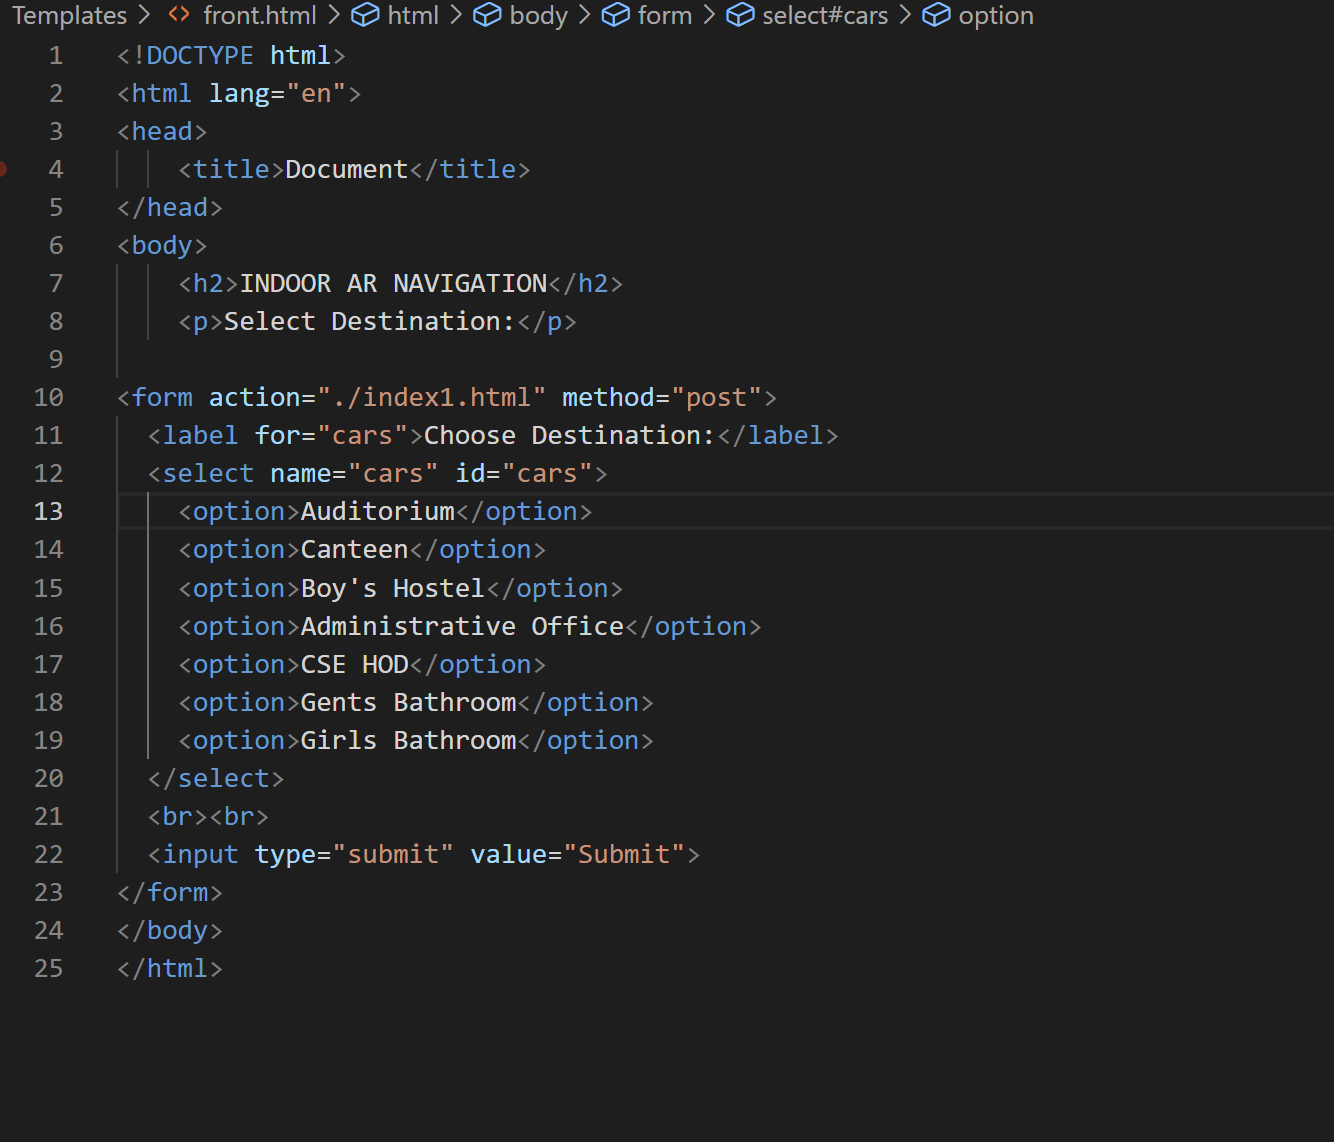 Templates > <> front.html > html > body > form > select#cars > option
1 <!DOCTYPE html>
2 <html lang="en">
3 <head>
4     <title>Document</title>
5 </head>
6 <body>
7     <h2>INDOOR AR NAVIGATION</h2>
8     <p>Select Destination:</p>
9
10 <form action="./index1.html" method="post">
11   <label for="cars">Choose Destination:</label>
12   <select name="cars" id="cars">
13     <option>Auditorium</option>
14     <option>Canteen</option>
15     <option>Boy's Hostel</option>
16     <option>Administrative Office</option>
17     <option>CSE HOD</option>
18     <option>Gents Bathroom</option>
19     <option>Girls Bathroom</option>
20   </select>
21   <br><br>
22   <input type="submit" value="Submit">
23 </form>
24 </body>
25 </html>